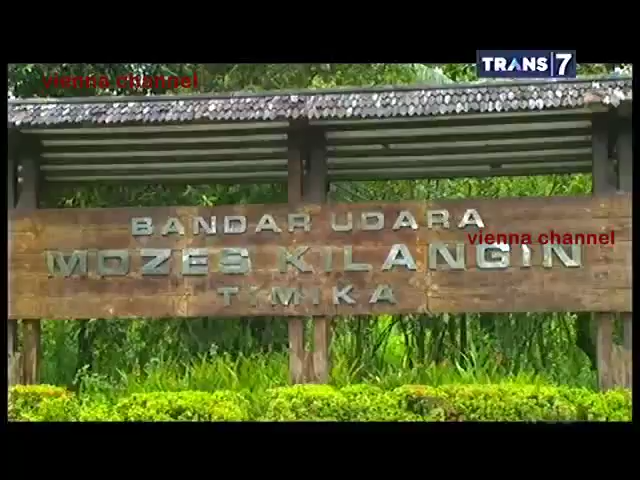 vienna channel
TRANS7
BANDAR UDARA
vienna channel
MOZES KILANGIN
TIMIKA